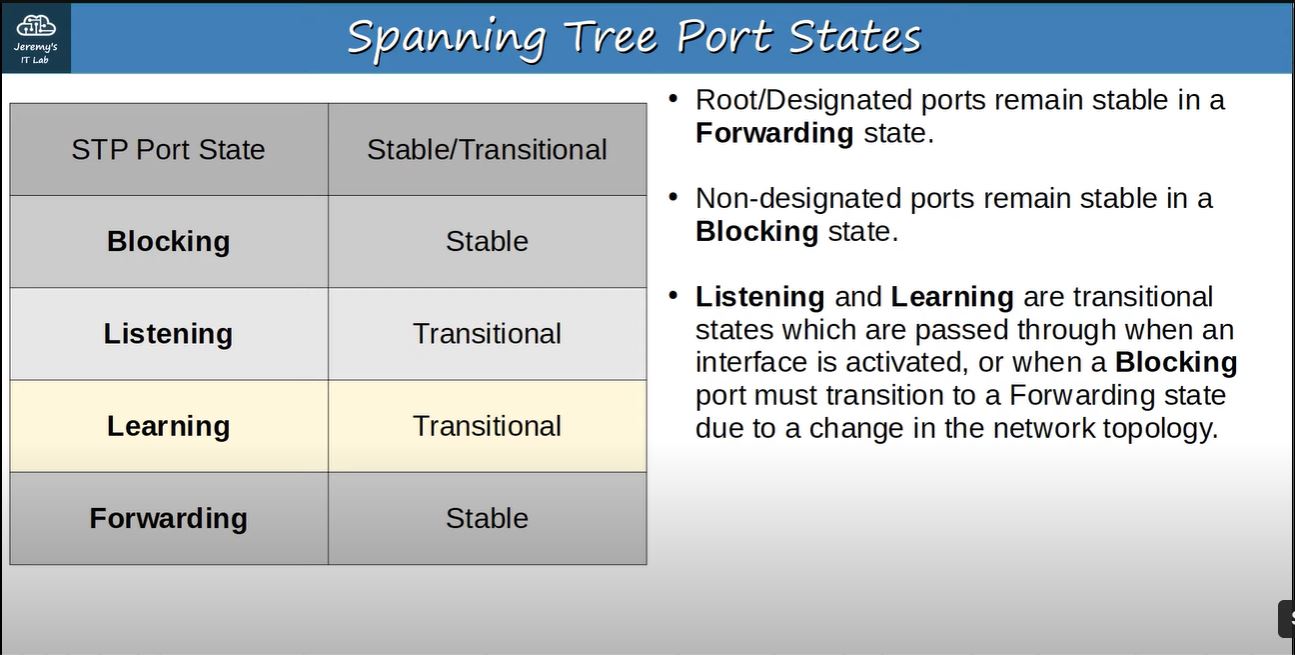 Jeremy's
IT Lab
Spanning Tree Port States
STP Port State
Stable/Transitional
Blocking
Stable
Listening
Transitional
Learning
Transitional
Forwarding
Stable
• Root/Designated ports remain stable in a
Forwarding state.
• Non-designated ports remain stable in a
Blocking state.
• Listening and Learning are transitional
states which are passed through when an
interface is activated, or when a Blocking
port must transition to a Forwarding state
due to a change in the network topology.